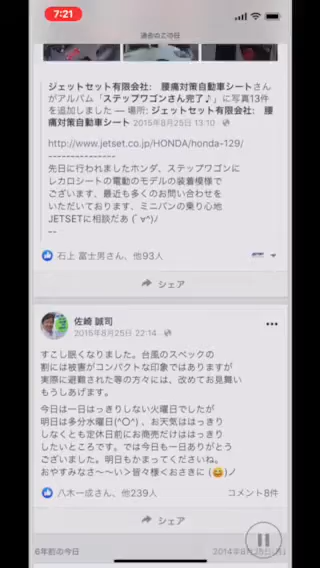 7:21
過去のこの日
ジェットセット有限会社: 腰痛対策自動車シートさん
がアルバム「ステップワゴンさん完了♪」に写真13件
を追加しました — 場所: ジェットセット有限会社: 腰
痛対策自動車シート 2015年8月25日 13:10
http://www.jetset.co.jp/HONDA/honda-129/
---------------
先日に行われましたホンダ、ステップワゴンに
レカロシートの電動のモデルの装着模様で
ございます、最近も多くのお問い合わせを
いただいております、ミニバンの乗り心地
JETSETに相談だあ (´∀^)ﾉ
--
石上 富士男さん、他93人
シェア
佐崎 誠司
2015年8月25日 22:14
すこし眠くなりました。台風のスペックの
割には被害がコンパクトな印象ではありますが
実際に避難された等の方々には、改めてお見舞い
もうしあげます。
今日は一日はっきりしない火曜日でしたが
明日は多分水曜日(^○^) 、お天気ははっきり
しなくとも定休日前にお商売だけははっきり
したいところです。では今日も一日ありがとう
ございました。明日もかまってくださいね。
おやすみなさ〜〜い＞皆々様くおさきに (😆)ノ
八木一成さん、他239人 コメント8件
シェア
6年前の今日 2014年8月25日(月)